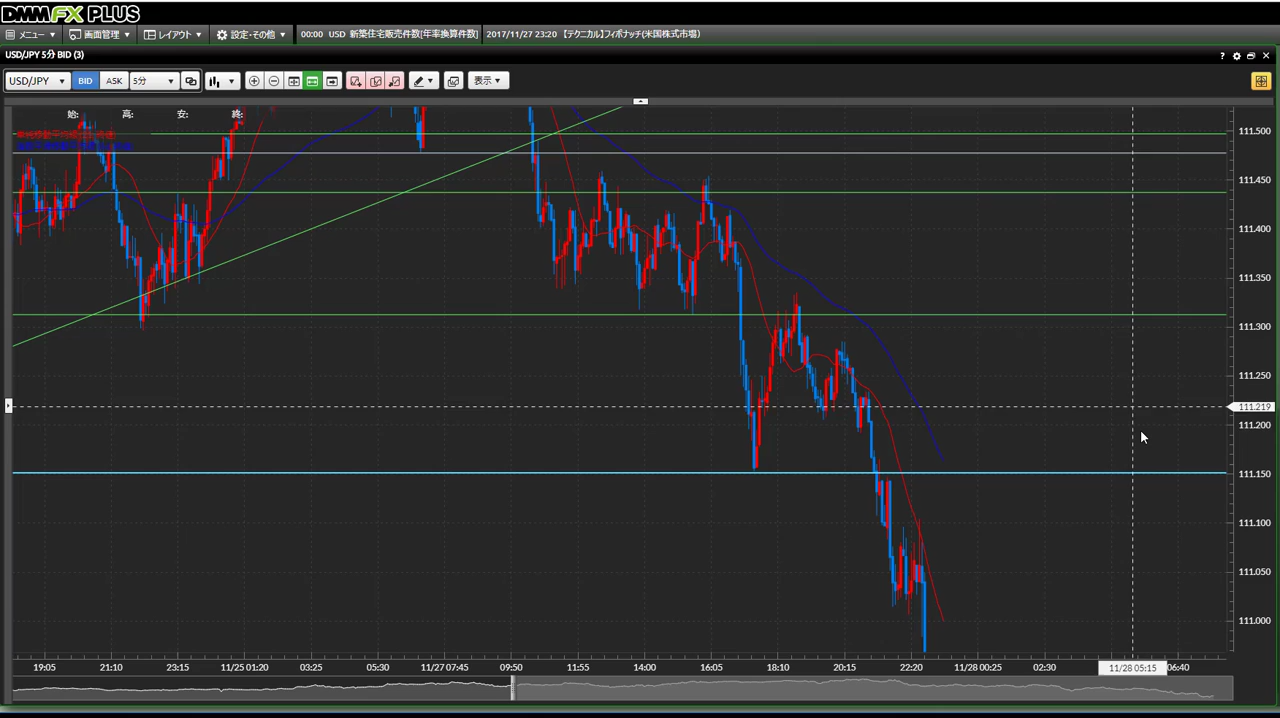 DMMFX PLUS
メニュー 画面管理 レイアウト 設定・その他 00:00 USD 新築住宅販売件数[年率換算件数] 2017/11/27 23:20 【テクニカル】フィボナッチ(米国株式市場)
USD/JPY 5分 BID (3)
USD/JPY BID ASK 5分 表示
始: 高: 安: 終:
111.500
111.450
111.400
111.350
111.300
111.250
111.219
111.200
111.150
111.100
111.050
111.000
19:05 21:10 23:15 11/25 01:20 03:25 05:30 11/27 07:45 09:50 11:55 14:00 16:05 18:10 20:15 22:20 11/28 00:25 02:30 11/28 05:15 06:40